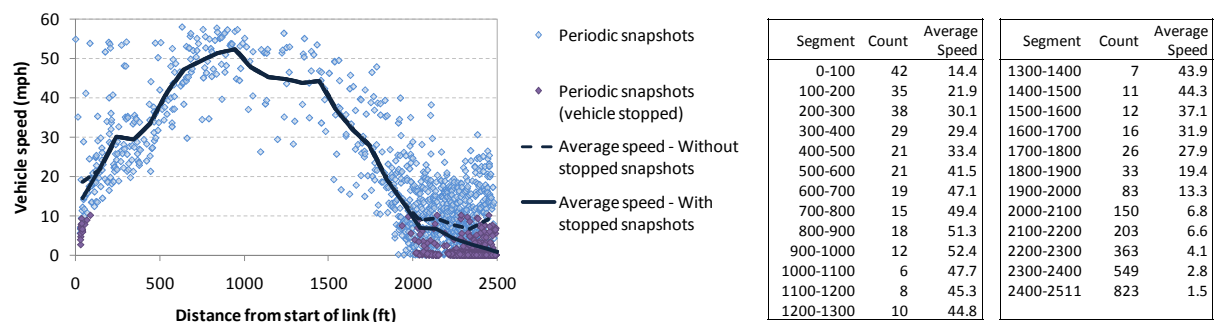 60
50
40
30
20
10
0
Vehicle speed (mph)
0 500 1000 1500 2000 2500
Distance from start of link (ft)
Periodic snapshots
Periodic snapshots
(vehicle stopped)
Average speed - Without
stopped snapshots
Average speed - With
stopped snapshots
Segment Count Average
Speed
0-100 42 14.4
100-200 35 21.9
200-300 38 30.1
300-400 29 29.4
400-500 21 33.4
500-600 21 41.5
600-700 19 47.1
700-800 15 49.4
800-900 18 51.3
900-1000 12 52.4
1000-1100 6 47.7
1100-1200 8 45.3
1200-1300 10 44.8
Segment Count Average
Speed
1300-1400 7 43.9
1400-1500 11 44.3
1500-1600 12 37.1
1600-1700 16 31.9
1700-1800 26 27.9
1800-1900 33 19.4
1900-2000 83 13.3
2000-2100 150 6.8
2100-2200 203 6.6
2200-2300 363 4.1
2300-2400 549 2.8
2400-2511 823 1.5